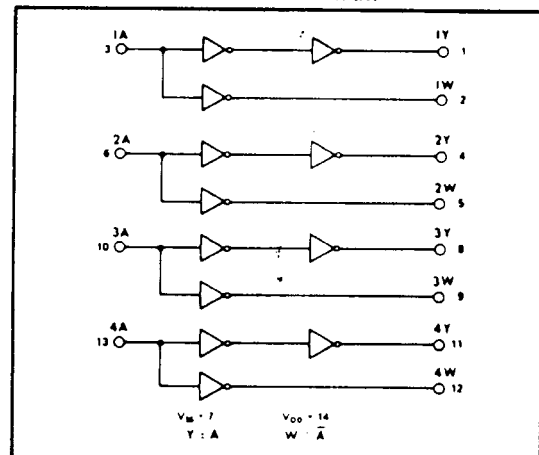 1A 1Y
3 1
1W
2
2A 2Y
6 4
2W
5
3A 3Y
10 8
3W
9
4A 4Y
13 11
4W
12
VSS = 7 VDD = 14
Y : A W : A̅